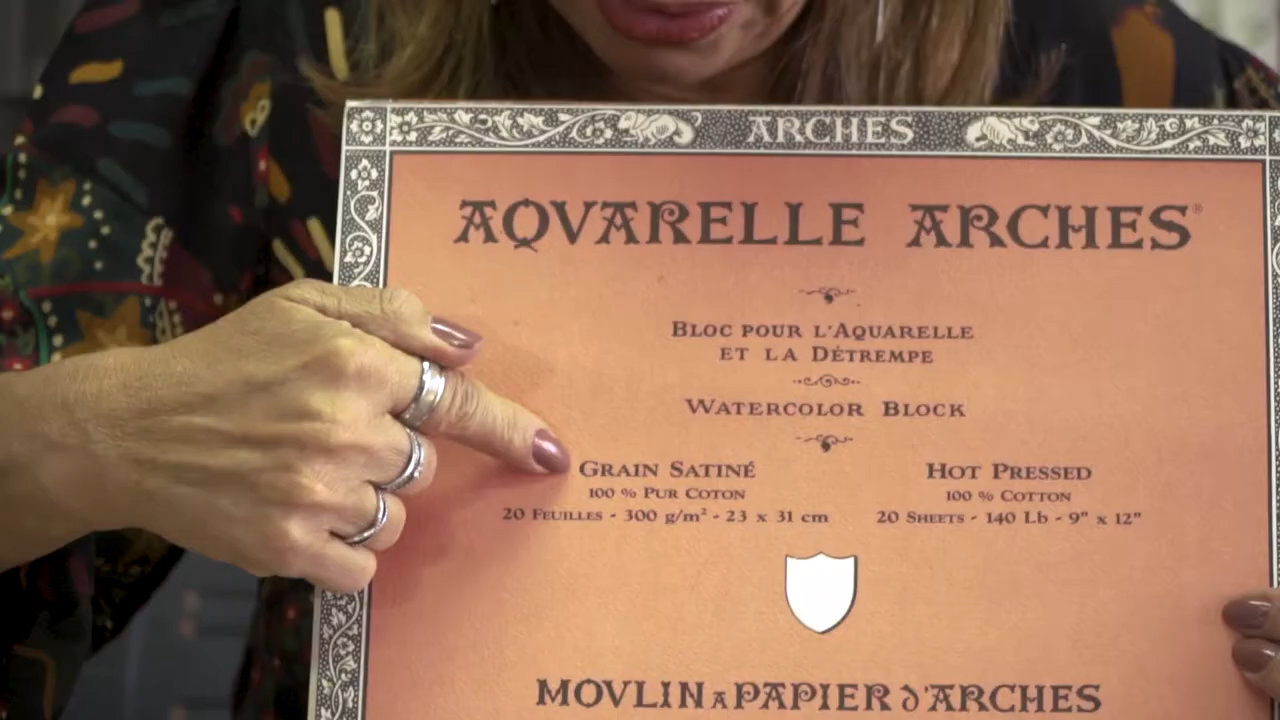 ARCHES
AQVARELLE ARCHES®
BLOC POUR L'AQUARELLE
ET LA DÉTREMPE
WATERCOLOR BLOCK
GRAIN SATINÉ
100 % PUR COTON
20 FEUILLES - 300 g/m² - 23 x 31 cm
HOT PRESSED
100 % COTTON
20 SHEETS - 140 Lb - 9" x 12"
MOVLIN A PAPIER d'ARCHES